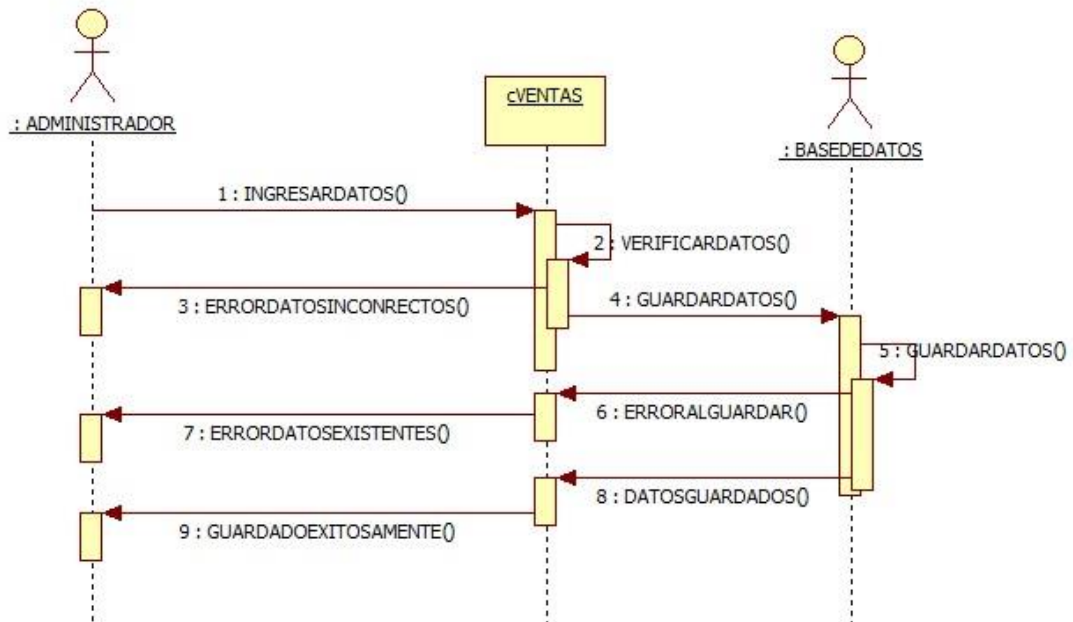 : ADMINISTRADOR
cVENTAS
: BASEDEDATOS
1 : INGRESARDATOS()
2 : VERIFICARDATOS()
3 : ERRORDATOSINCONRECTOS()
4 : GUARDARDATOS()
5 : GUARDARDATOS()
6 : ERRORALGUARDAR()
7 : ERRORDATOSEXISTENTES()
8 : DATOSGUARDADOS()
9 : GUARDADOEXITOSAMENTE()